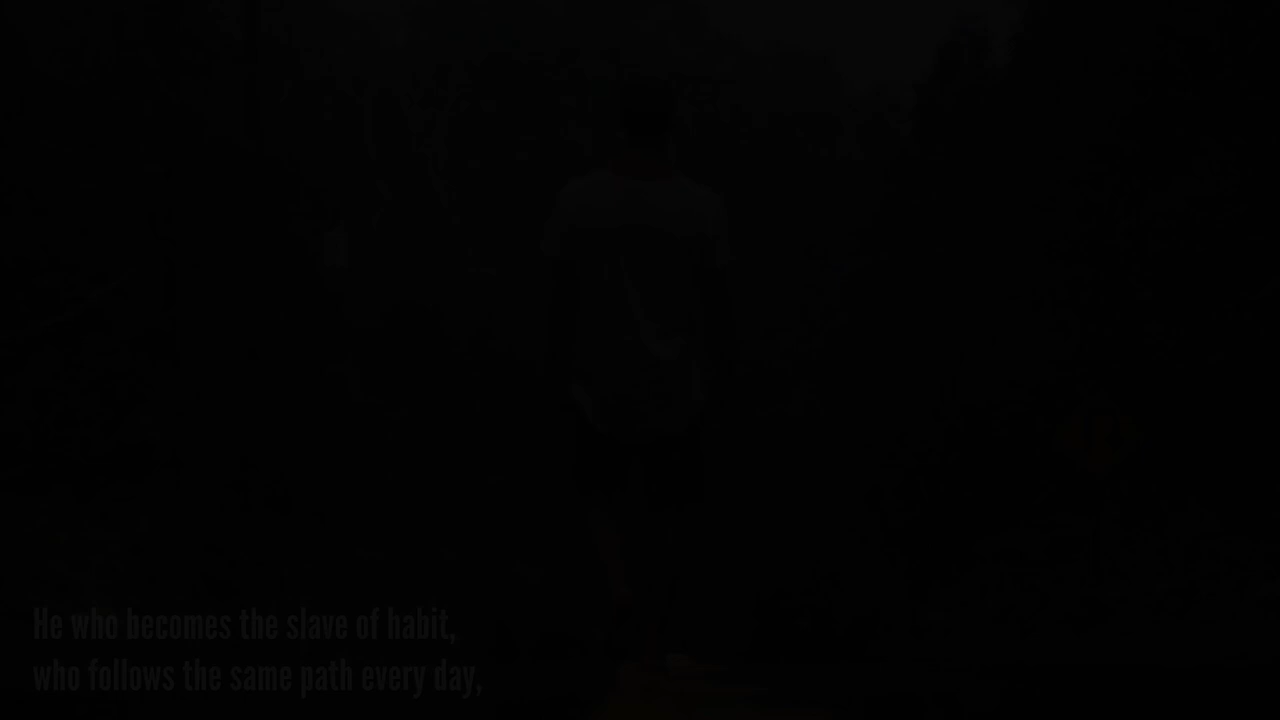 He who becomes the slave of habit,
who follows the same path every day,